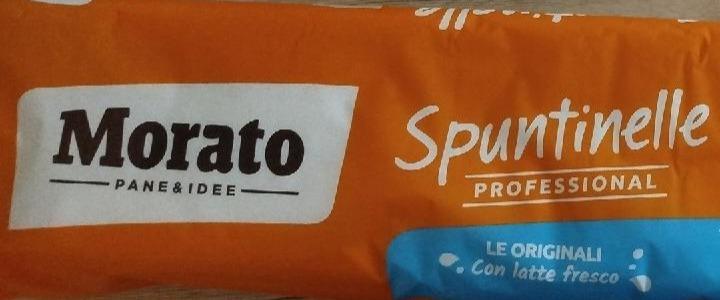 Morato
PANE & IDEE
Spuntinelle
PROFESSIONAL
LE ORIGINALI
Con latte fresco